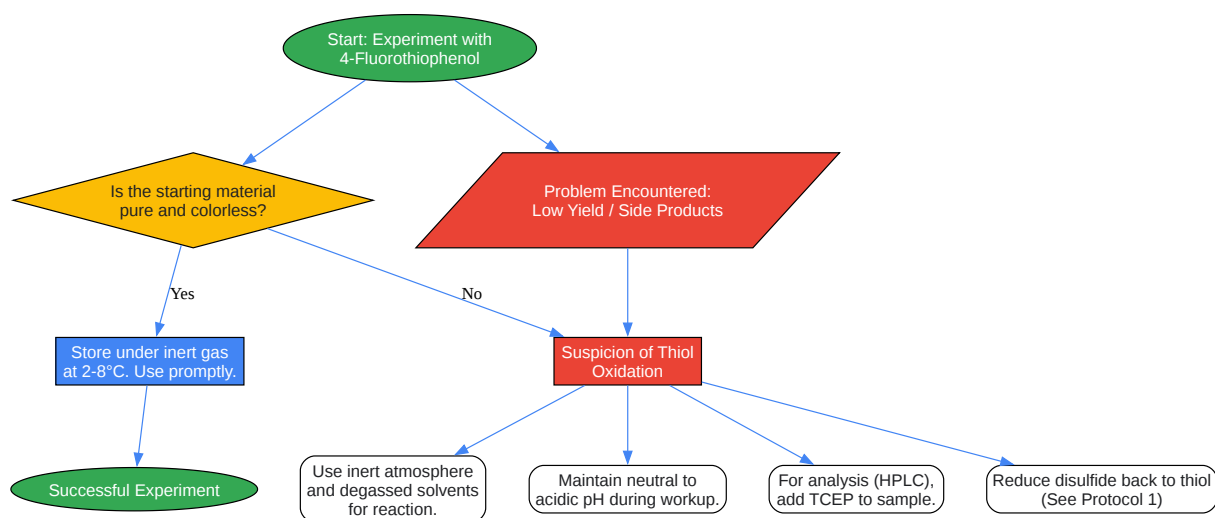 Start: Experiment with
4-Fluorothiophenol
Is the starting material
pure and colorless?
Problem Encountered:
Low Yield / Side Products
Yes
No
Store under inert gas
at 2-8°C. Use promptly.
Suspicion of Thiol
Oxidation
Successful Experiment
Use inert atmosphere
and degassed solvents
for reaction.
Maintain neutral to
acidic pH during workup.
For analysis (HPLC),
add TCEP to sample.
Reduce disulfide back to thiol
(See Protocol 1)